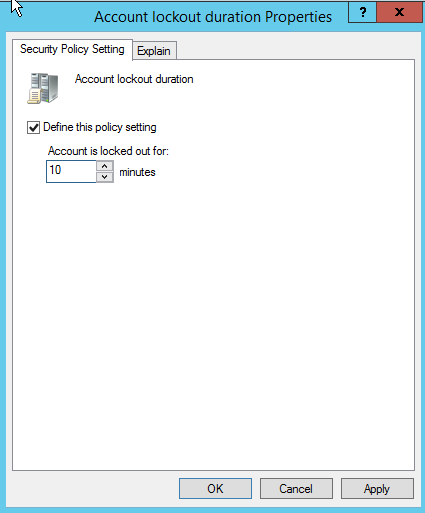 Account lockout duration Properties
? x
Security Policy Setting Explain
Account lockout duration
Define this policy setting
Account is locked out for:
10 minutes
OK Cancel Apply